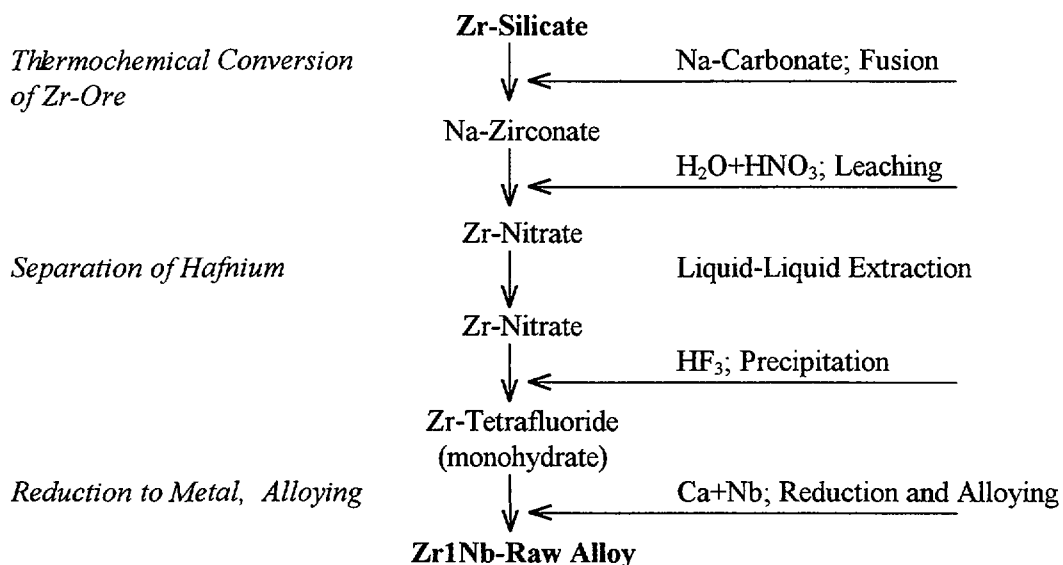 Zr-Silicate
Thermochemical Conversion
of Zr-Ore
Na-Carbonate; Fusion
Na-Zirconate
H₂O+HNO₃; Leaching
Zr-Nitrate
Separation of Hafnium
Liquid-Liquid Extraction
Zr-Nitrate
HF₃; Precipitation
Zr-Tetrafluoride
(monohydrate)
Reduction to Metal, Alloying
Ca+Nb; Reduction and Alloying
Zr1Nb-Raw Alloy